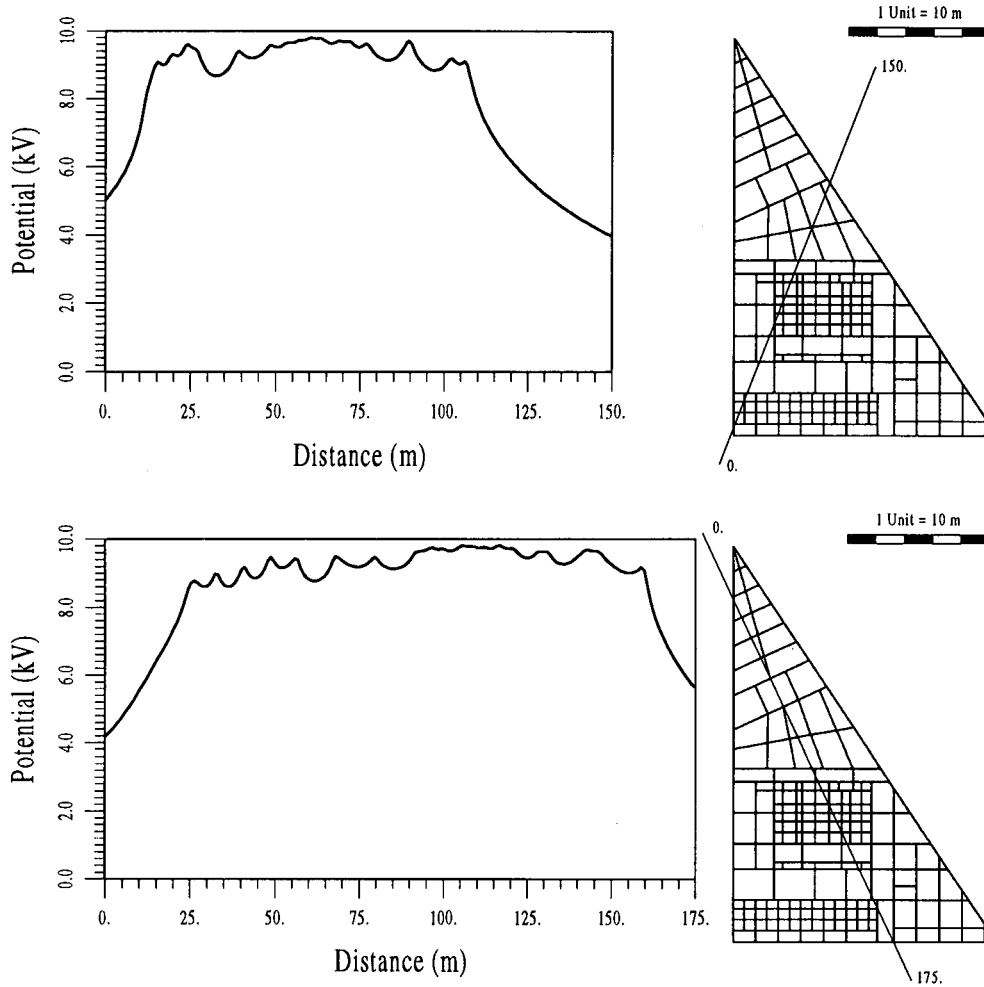 10.0
8.0
6.0
4.0
2.0
0.0
Potential (kV)
0. 25. 50. 75. 100. 125. 150.
Distance (m)
1 Unit = 10 m
150.
0.
10.0
8.0
6.0
4.0
2.0
0.0
Potential (kV)
0. 25. 50. 75. 100. 125. 150. 175.
Distance (m)
0.
1 Unit = 10 m
175.